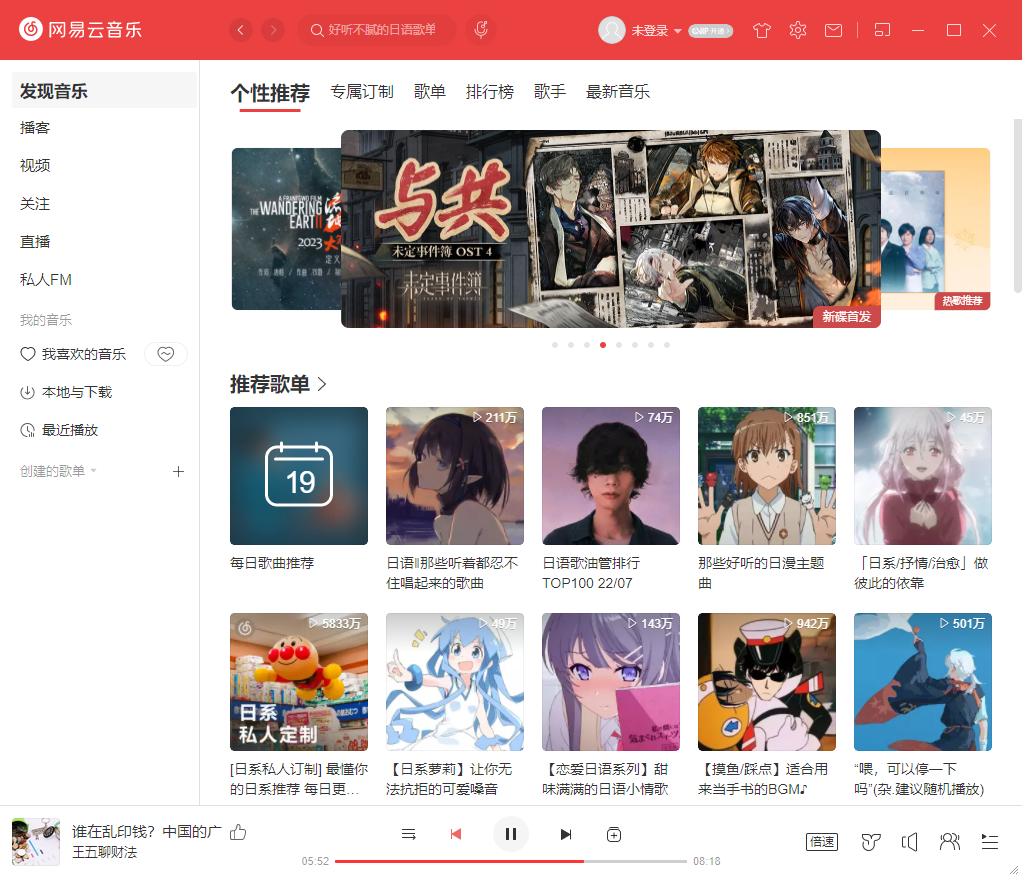 网易云音乐
好听不腻的日语歌单
未登录
VIP开通
发现音乐
播客
视频
关注
直播
私人FM
我的音乐
我喜欢的音乐
本地与下载
最近播放
创建的歌单
个性推荐 专属订制 歌单 排行榜 歌手 最新音乐
A FRANT GWO FILM
THE WANDERING
EARTH II
2023
与共
未定事件簿 OST 4
未定事件簿
新碟首发
热歌推荐
推荐歌单
19
211万
74万
851万
45万
每日歌曲推荐
日语‖那些听着都忍不
住唱起来的歌曲
日语歌油管排行
TOP100 22/07
那些好听的日漫主题
曲
「日系/抒情/治愈」做
彼此的依靠
5833万
49万
143万
942万
501万
日系
私人定制
[日系私人订制] 最懂你
的日系推荐 每日更…
【日系萝莉】让你无
法抗拒的可爱嗓音
【恋爱日语系列】甜
味满满的日语小情歌
【摸鱼/踩点】适合用
来当手书的BGM♪
“喂，可以停一下
吗”(杂.建议随机播放)
谁在乱印钱？中国的广
王五聊财法
05:52
08:18
倍速